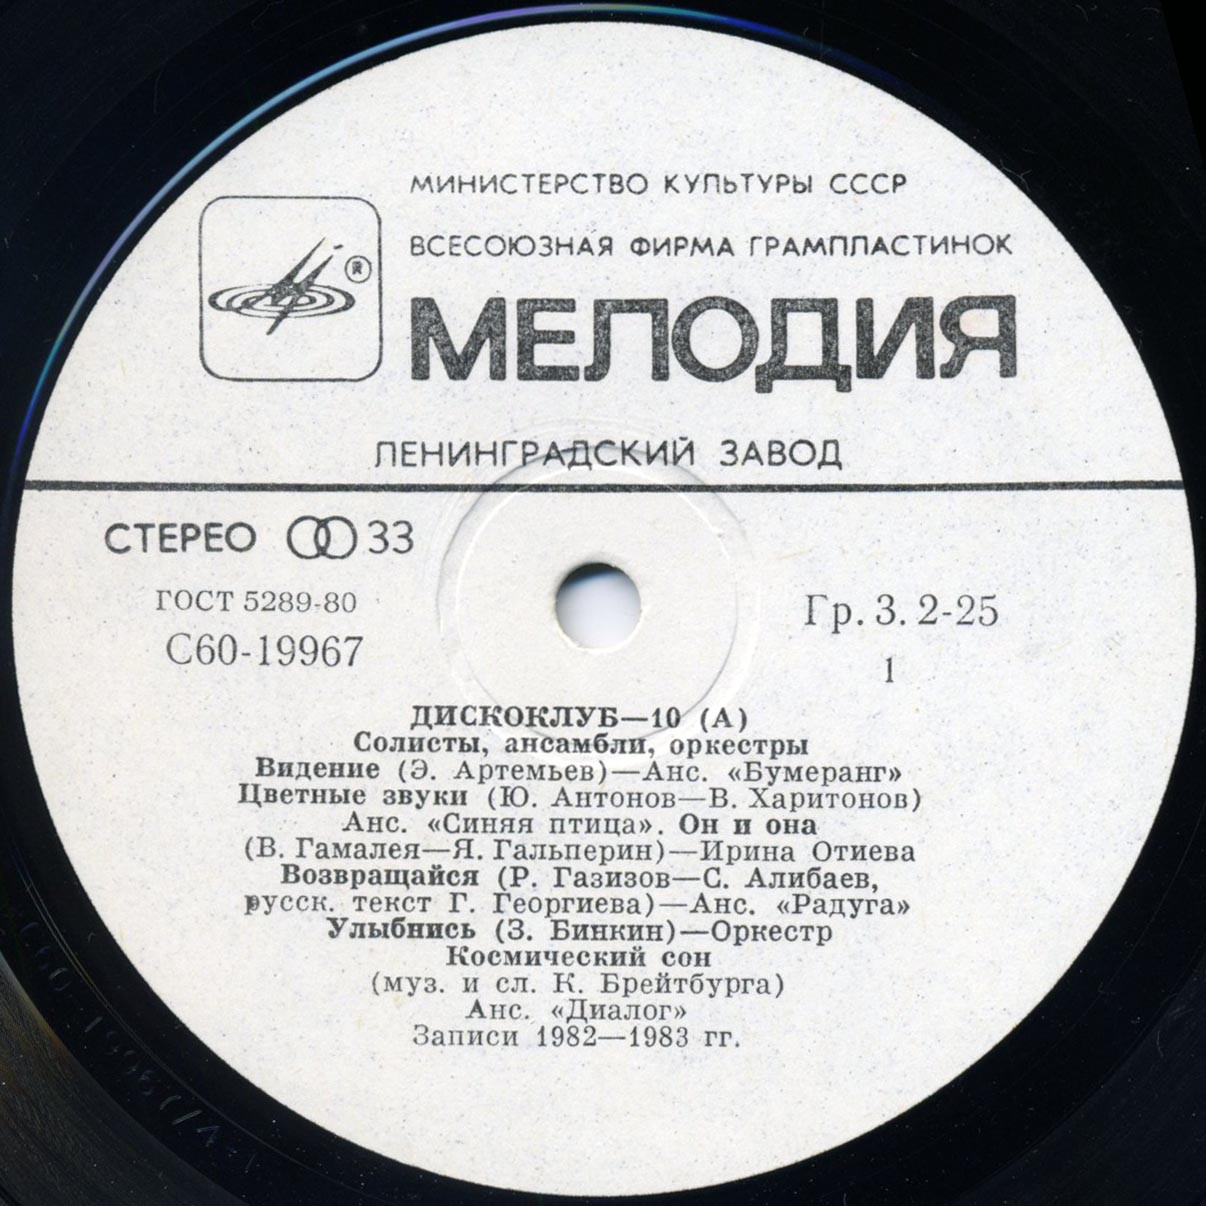 МИНИСТЕРСТВО КУЛЬТУРЫ СССР
ВСЕСОЮЗНАЯ ФИРМА ГРАМПЛАСТИНОК
®
МЕЛОДИЯ
ЛЕНИНГРАДСКИЙ ЗАВОД
СТЕРЕО 33
ГОСТ 5289-80
С60-19967
Гр. 3. 2-25
1
ДИСКОКЛУБ—10 (А)
Солисты, ансамбли, оркестры
Видение (Э. Артемьев)—Анс. «Бумеранг»
Цветные звуки (Ю. Антонов—В. Харитонов)
Анс. «Синяя птица». Он и она
(В. Гамалея—Я. Гальперин)—Ирина Отиева
Возвращайся (Р. Газизов—С. Алибаев,
русск. текст Г. Георгиева)—Анс. «Радуга»
Улыбнись (З. Бинкин)—Оркестр
Космический сон
(муз. и сл. К. Брейтбурга)
Анс. «Диалог»
Записи 1982—1983 гг.